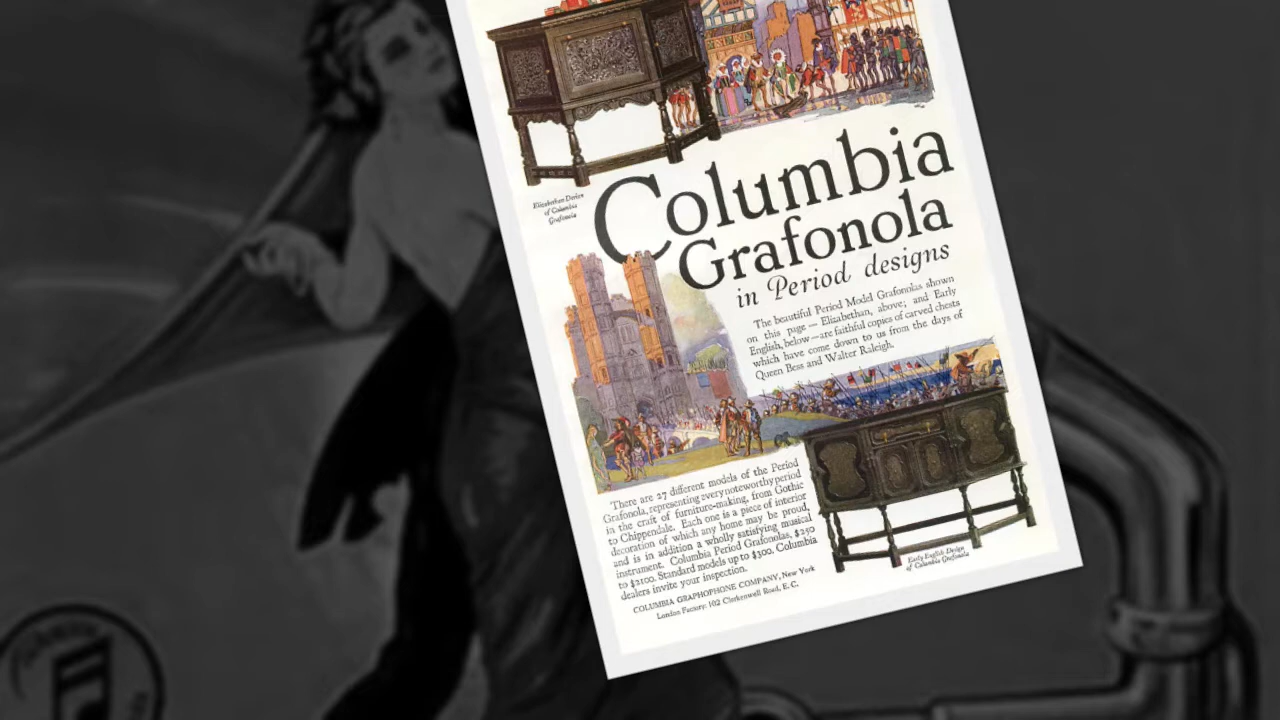 Elizabethan Design
of Columbia
Grafonola
Columbia
Grafonola
in Period designs
The beautiful Period Model Grafonolas shown
on this page — Elizabethan, above; and Early
English, below—are faithful copies of carved chests
which have come down to us from the days of
Queen Bess and Walter Raleigh.
There are 27 different models of the Period
Grafonola, representing every noteworthy period
in the craft of furniture-making, from Gothic
to Chippendale. Each one is a piece of interior
decoration of which any home may be proud,
and is in addition a wholly satisfying musical
instrument. Columbia Period Grafonolas, $250
to $2100. Standard models up to $300. Columbia
dealers invite your inspection.
COLUMBIA GRAPHOPHONE COMPANY, New York
London Factory: 102 Clerkenwell Road, E. C.
Early English Design
of Columbia Grafonola